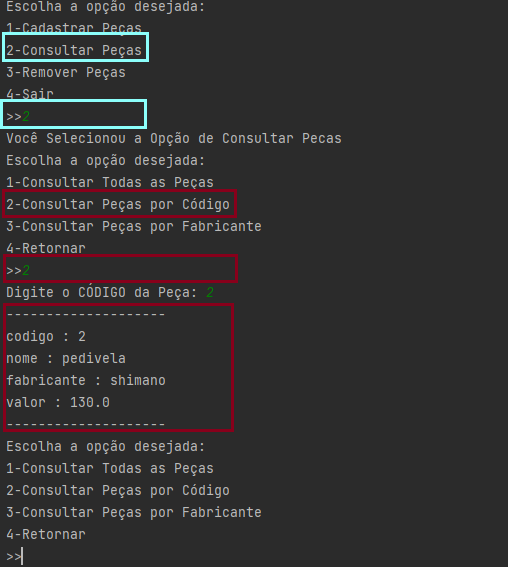 Escolha a opção desejada:
1-Cadastrar Peças
2-Consultar Peças
3-Remover Peças
4-Sair
>>2
Você Selecionou a Opção de Consultar Pecas
Escolha a opção desejada:
1-Consultar Todas as Peças
2-Consultar Peças por Código
3-Consultar Peças por Fabricante
4-Retornar
>>2
Digite o CÓDIGO da Peça: 2
--------------------
codigo : 2
nome : pedivela
fabricante : shimano
valor : 130.0
--------------------
Escolha a opção desejada:
1-Consultar Todas as Peças
2-Consultar Peças por Código
3-Consultar Peças por Fabricante
4-Retornar
>>